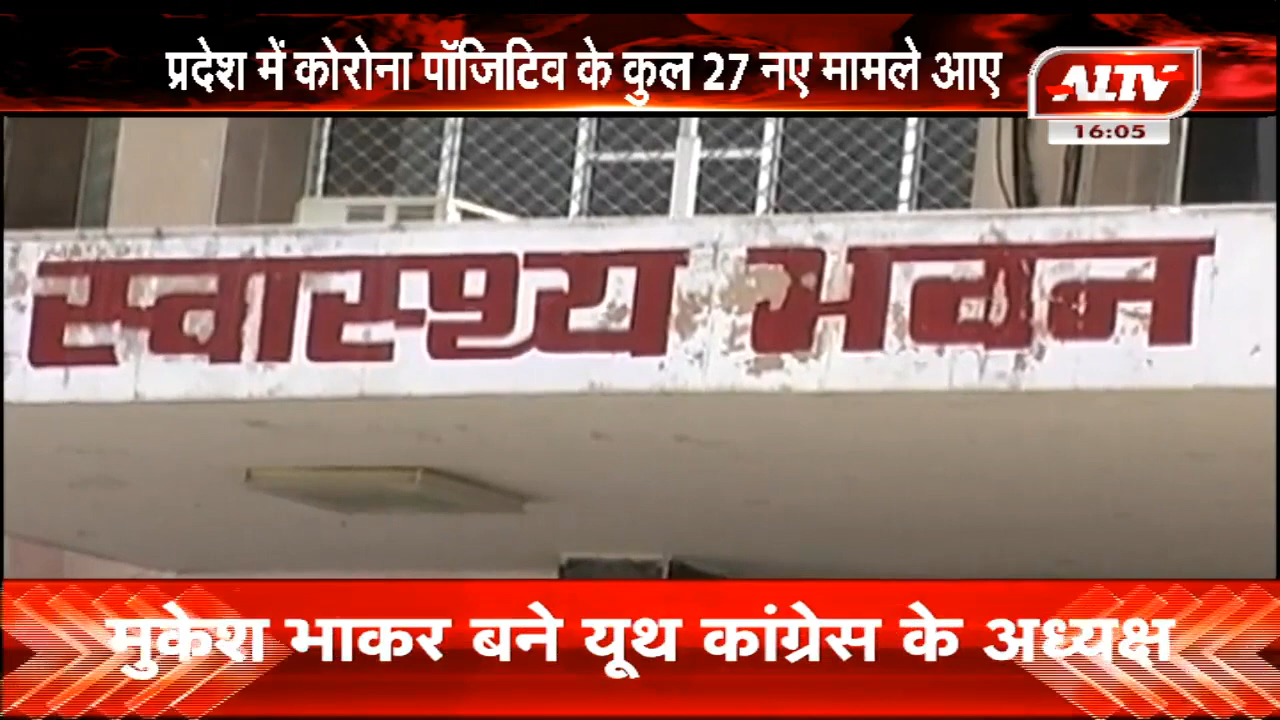 प्रदेश में कोरोना पॉजिटिव के कुल 27 नए मामले आए
ALTV
16:05
स्वास्थ्य भवन
मुकेश भाकर बने यूथ कांग्रेस के अध्यक्ष